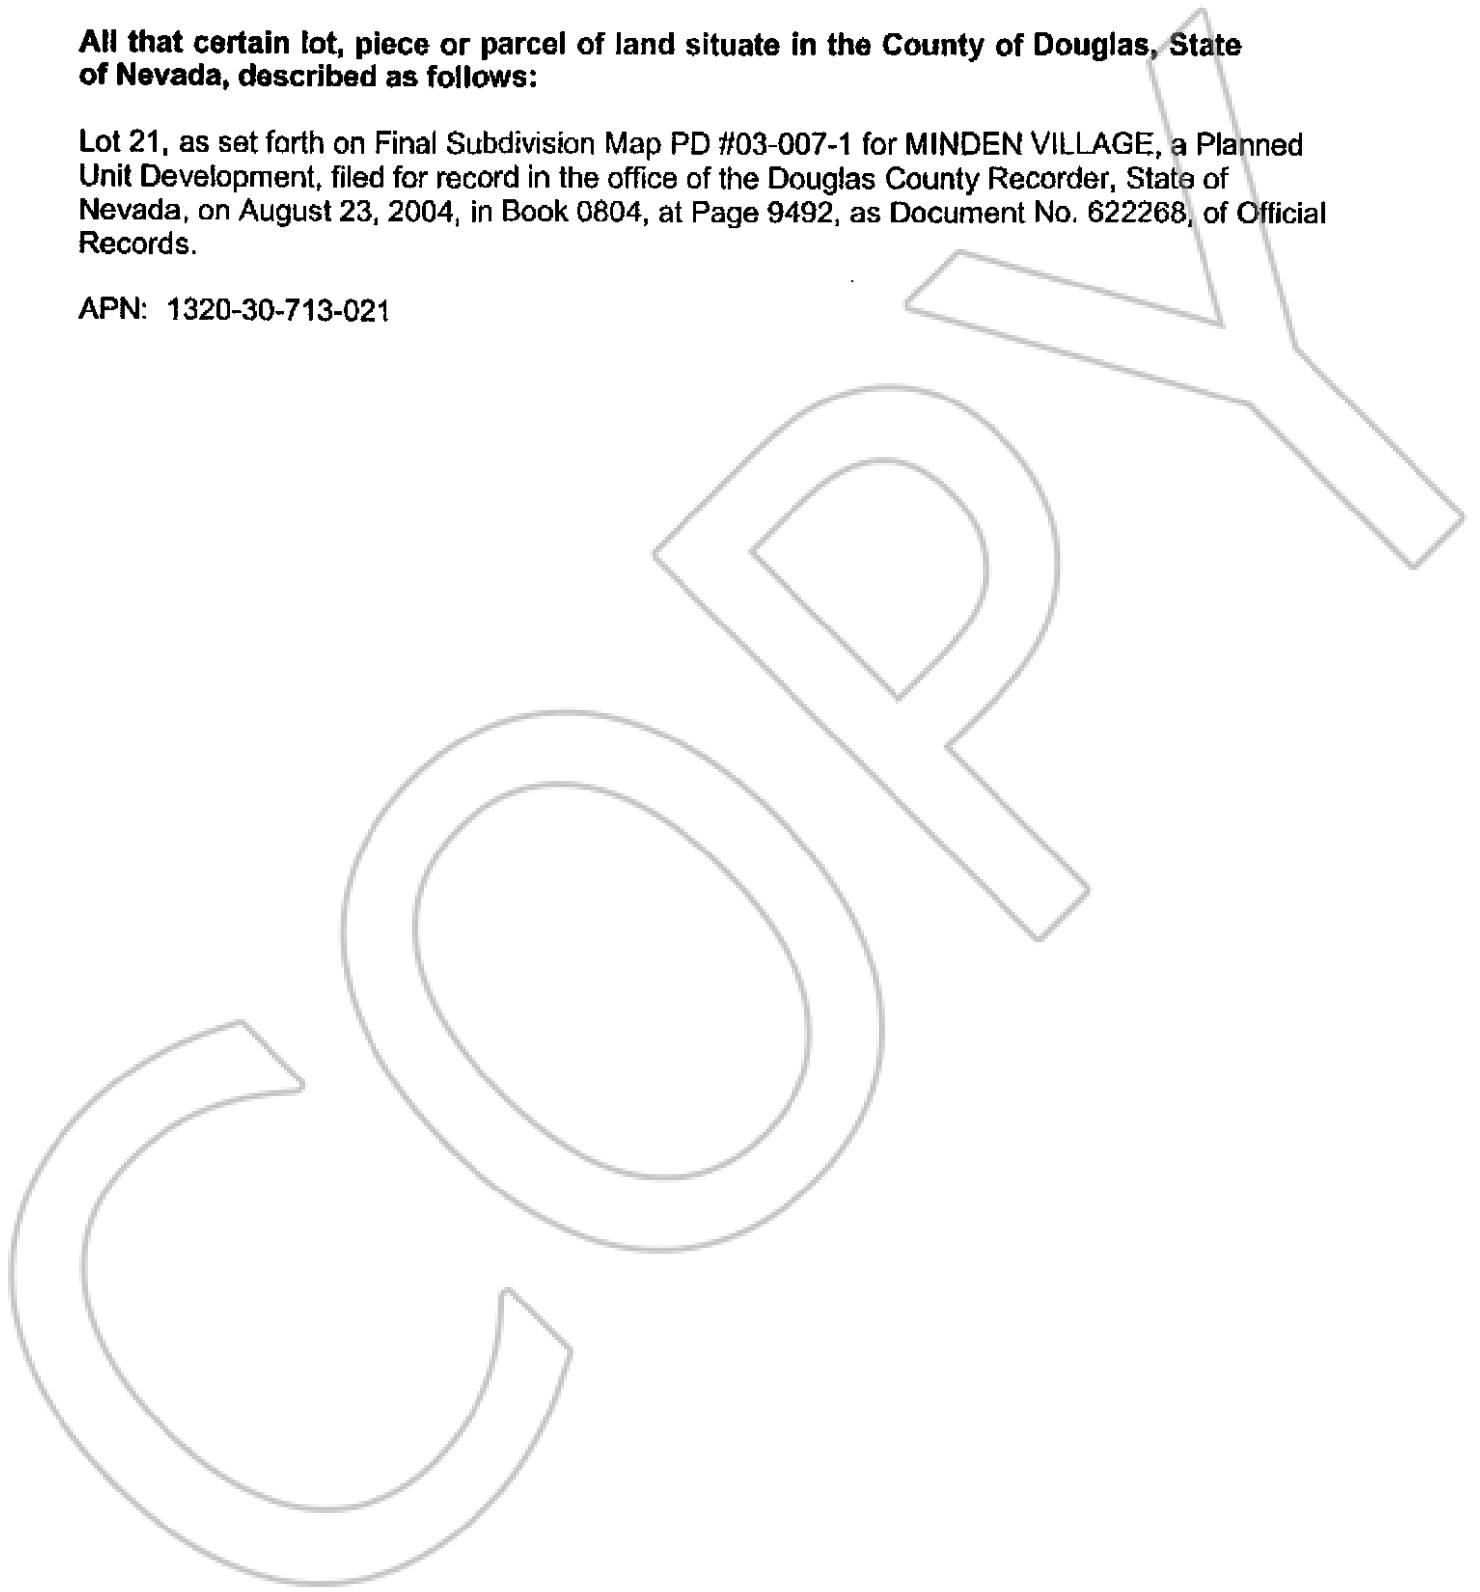 All that certain lot, piece or parcel of land situate in the County of Douglas, State
of Nevada, described as follows:
Lot 21, as set forth on Final Subdivision Map PD #03-007-1 for MINDEN VILLAGE, a Planned
Unit Development, filed for record in the office of the Douglas County Recorder, State of
Nevada, on August 23, 2004, in Book 0804, at Page 9492, as Document No. 622268, of Official
Records.
APN: 1320-30-713-021
COPY